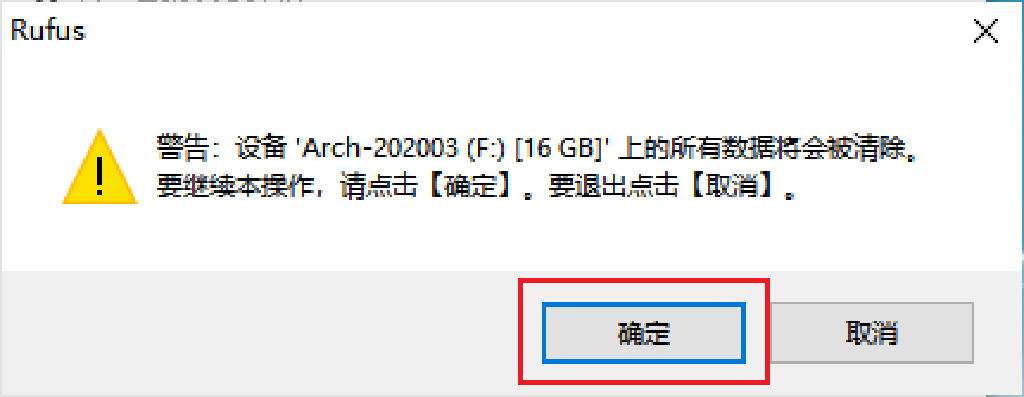 Rufus
警告：设备 'Arch-202003 (F:) [16 GB]' 上的所有数据将会被清除。
要继续本操作，请点击【确定】。要退出点击【取消】。
确定
取消